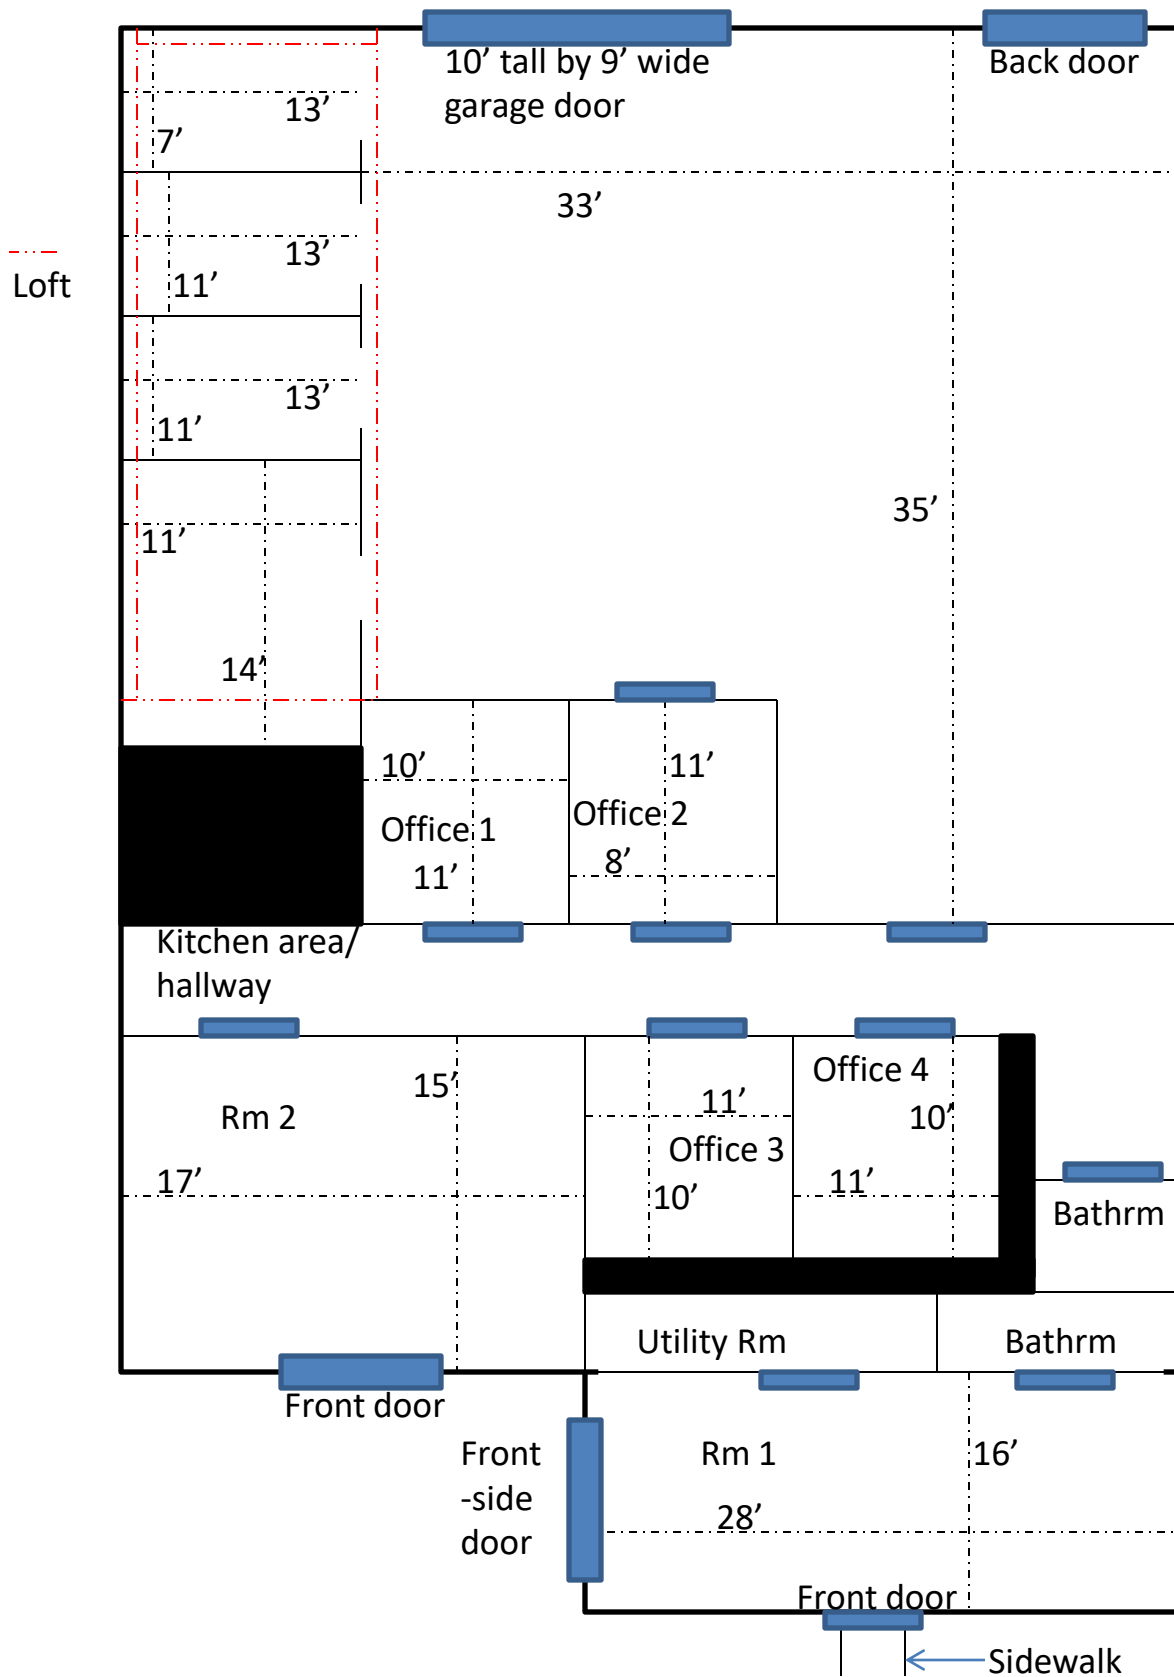 10’ tall by 9’ wide
garage door
Back door
13’
7’
33’
13’
Loft
11’
13’
11’
35’
11’
14’
10’
11’
Office 2
Office 1
8’
11’
Kitchen area/
hallway
Office 4
15’
11’
10’
Rm 2
Office 3
17’
10’
11’
Bathrm
Utility Rm
Bathrm
Front door
Front
-side
door
Rm 1
16’
28’
Front door
Sidewalk